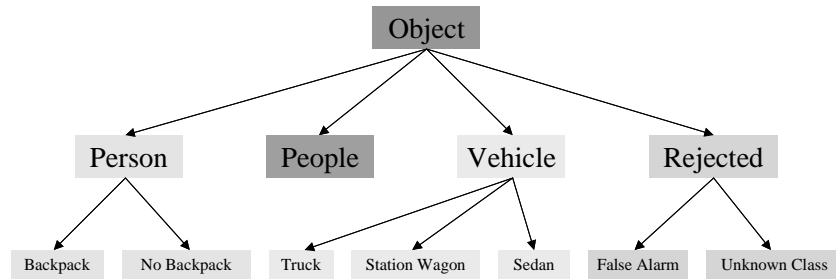 Object
Person
People
Vehicle
Rejected
Backpack
No Backpack
Truck
Station Wagon
Sedan
False Alarm
Unknown Class